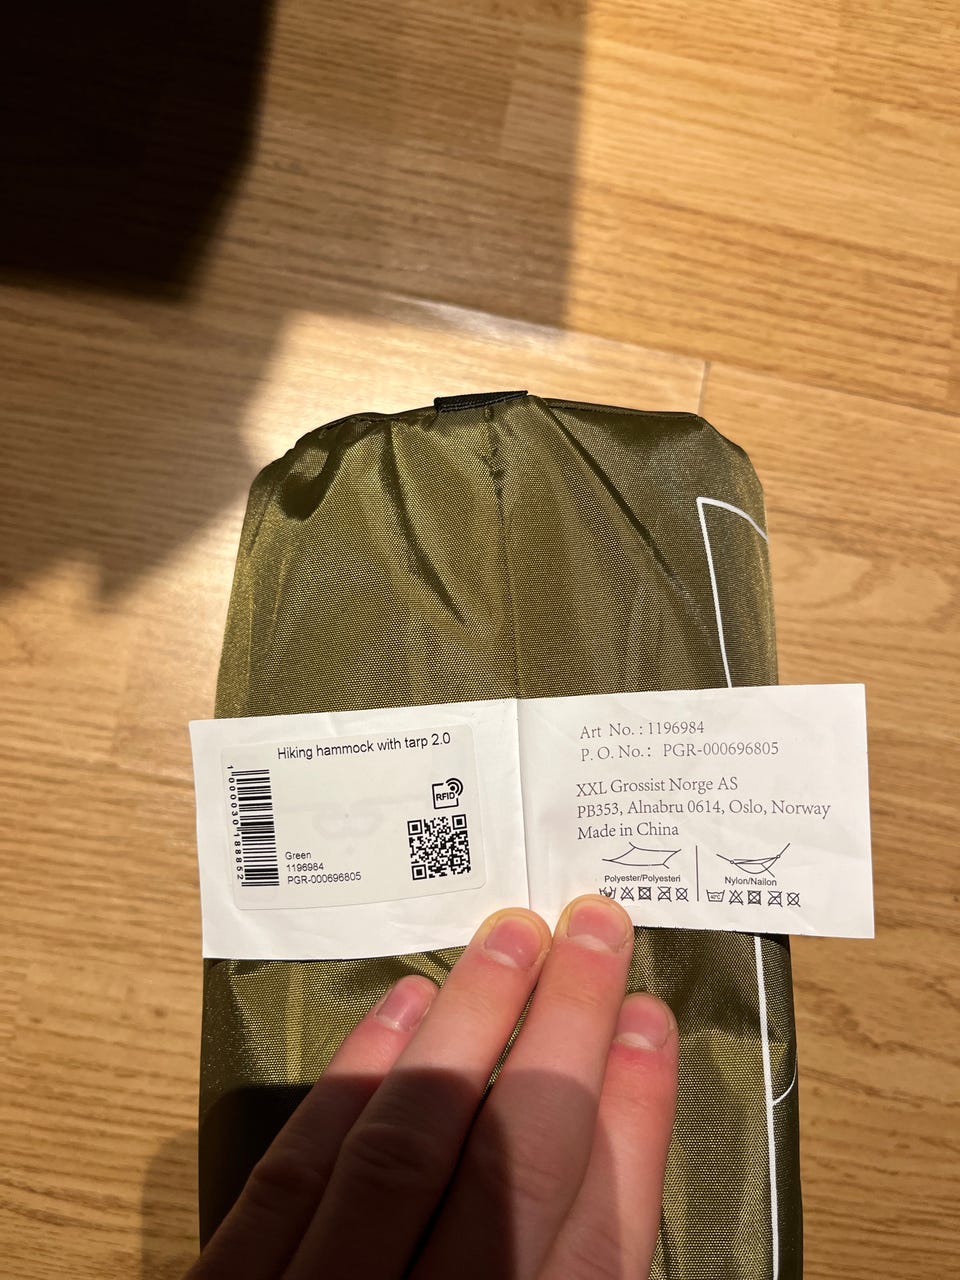 Hiking hammock with tarp 2.0
RFID
1000030188862
Green
1196984
PGR-000696805
Art No. : 1196984
P. O. No. : PGR-000696805
XXL Grossist Norge AS
PB353, Alnabru 0614, Oslo, Norway
Made in China
Polyester/Polyesteri
Nylon/Nailon